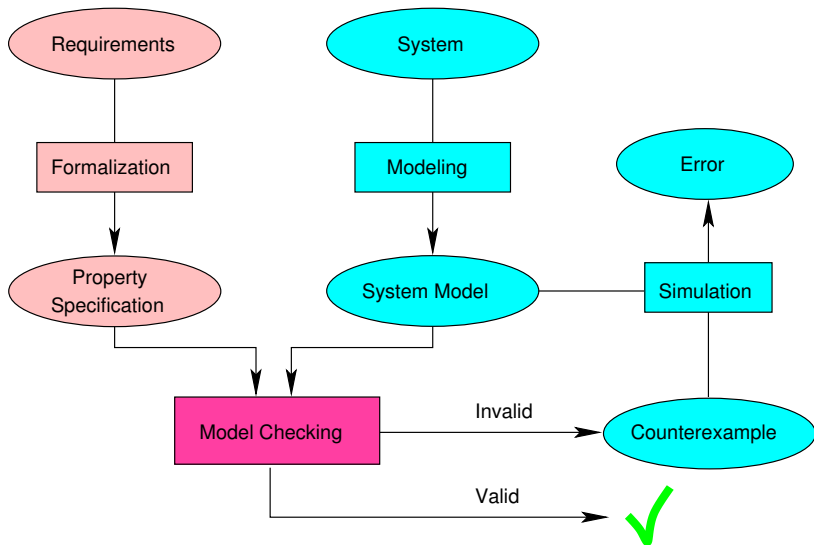 Requirements
System
Formalization
Modeling
Error
Property
Specification
System Model
Simulation
Model Checking
Invalid
Counterexample
Valid